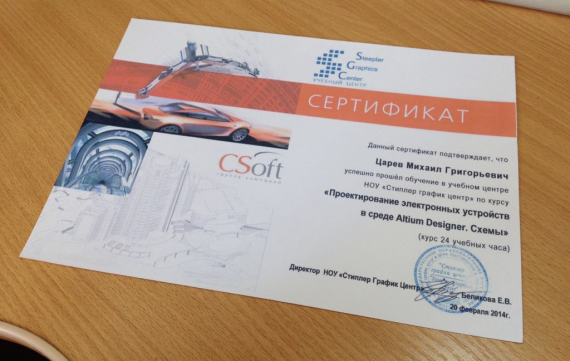 Steepler
Graphics
Center
УЧЕБНЫЙ ЦЕНТР
СЕРТИФИКАТ
CSoft
группа компаний
Данный сертификат подтверждает, что
Царев Михаил Григорьевич
успешно прошёл обучение в учебном центре
НОУ «Стиплер график центр» по курсу
«Проектирование электронных устройств
в среде Altium Designer. Схемы»
(курс 24 учебных часа)
Директор НОУ «Стиплер График Центр»
Беликова Е.В.
20 февраля 2014г.